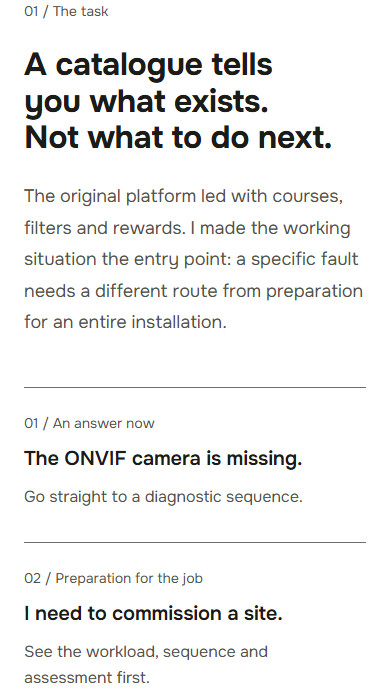 01 / The task
A catalogue tells
you what exists.
Not what to do next.
The original platform led with courses,
filters and rewards. I made the working
situation the entry point: a specific fault
needs a different route from preparation
for an entire installation.
01 / An answer now
The ONVIF camera is missing.
Go straight to a diagnostic sequence.
02 / Preparation for the job
I need to commission a site.
See the workload, sequence and
assessment first.